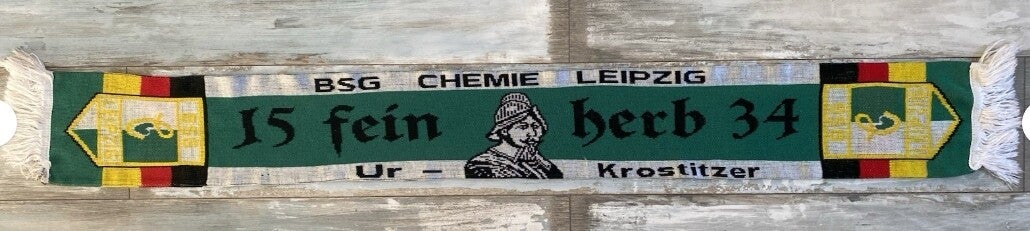 BSG CHEMIE LEIPZIG
15 fein herb 34
Ur - Krostitzer